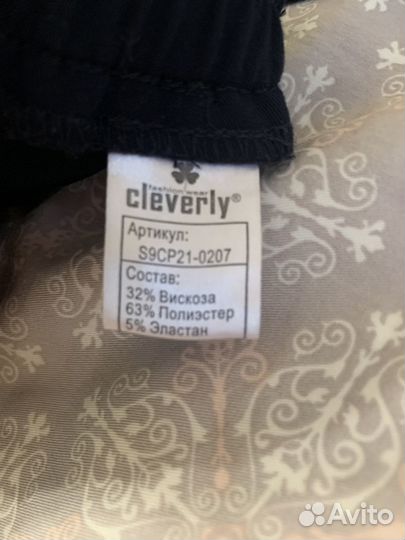 fashion wear
cleverly®
Артикул:
S9CP21-0207
Состав:
32% Вискоза
63% Полиэстер
5% Эластан
Avito